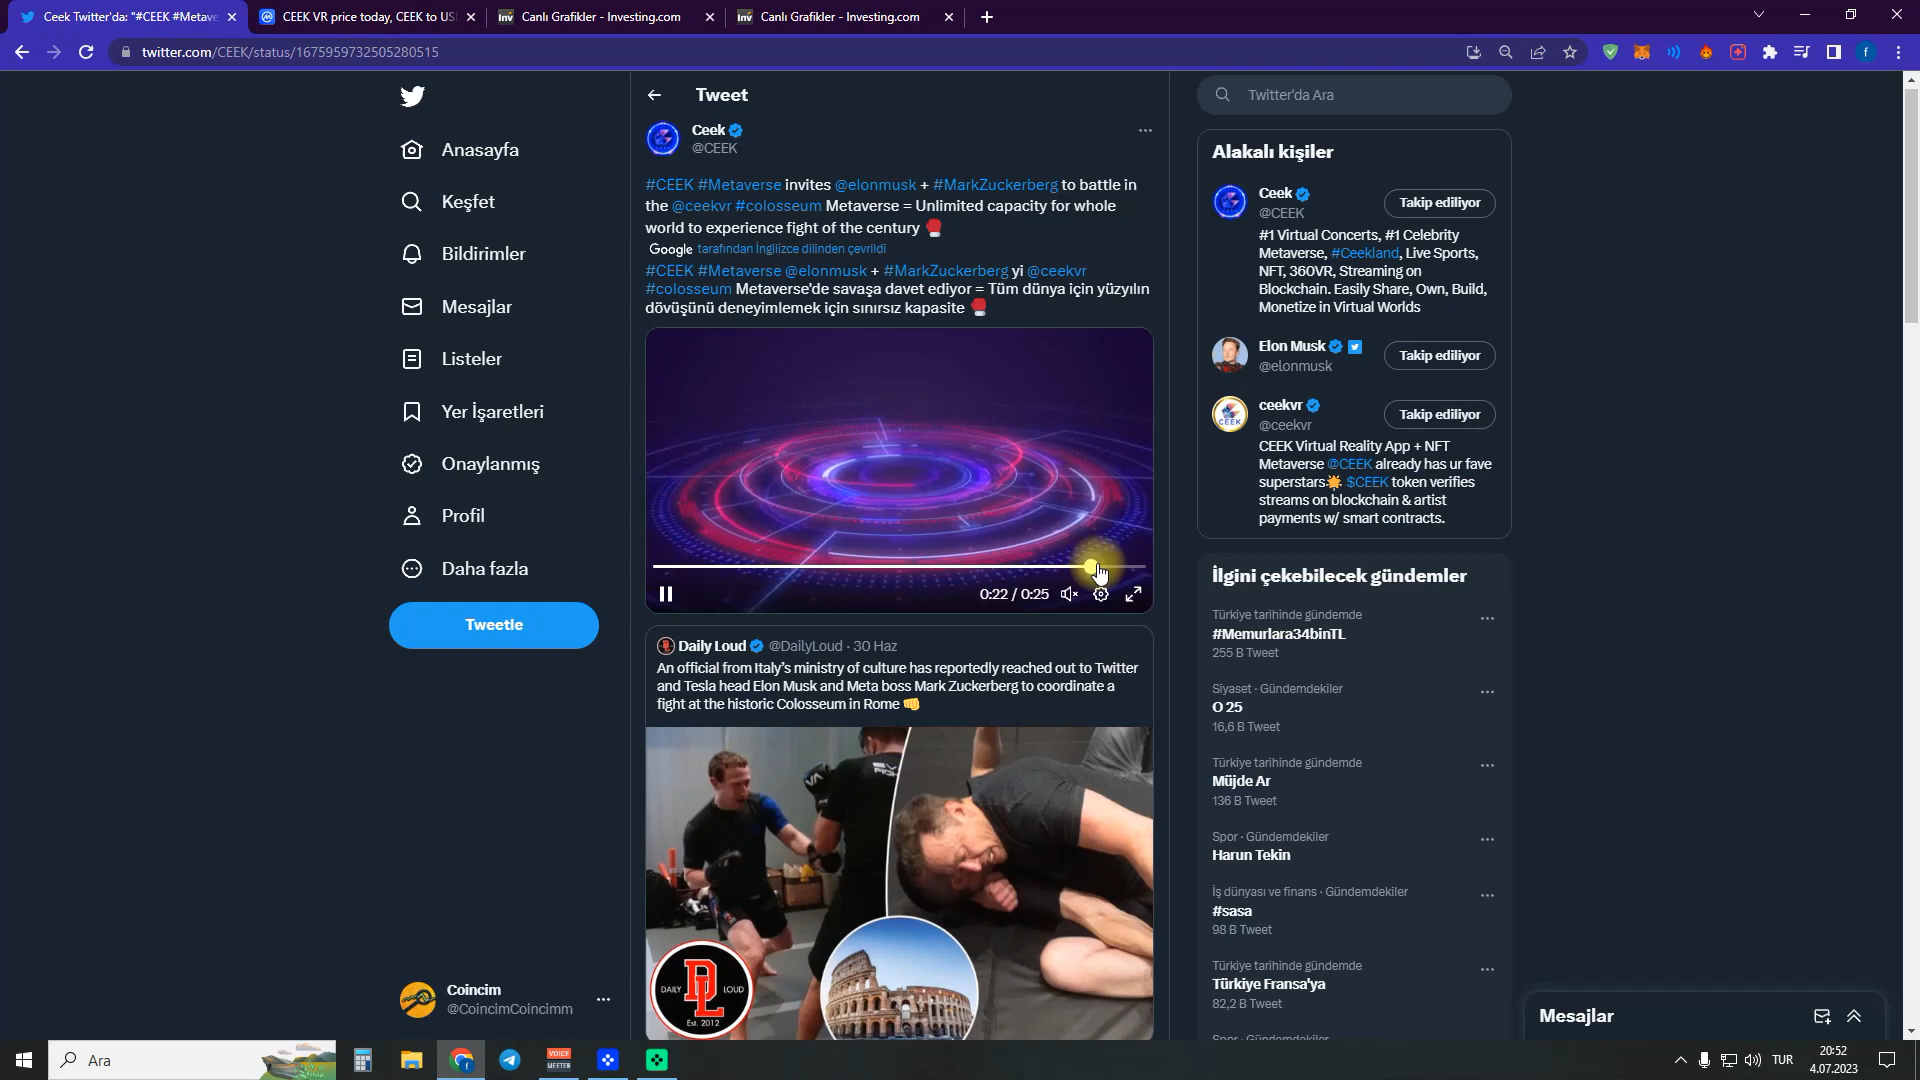 Ceek Twitter'da: "#CEEK #Metave
CEEK VR price today, CEEK to US
Canlı Grafikler - Investing.com
Canlı Grafikler - Investing.com
twitter.com/CEEK/status/1675959732505280515
Anasayfa
Keşfet
Bildirimler
Mesajlar
Listeler
Yer İşaretleri
Onaylanmış
Profil
Daha fazla
Tweetle
Coincim
@CoincimCoincimm
Tweet
Ceek
@CEEK
#CEEK #Metaverse invites @elonmusk + #MarkZuckerberg to battle in
the @ceekvr #colosseum Metaverse = Unlimited capacity for whole
world to experience fight of the century 🥊
Google tarafından İngilizce dilinden çevrildi
#CEEK #Metaverse @elonmusk + #MarkZuckerberg yi @ceekvr
#colosseum Metaverse'de savaşa davet ediyor = Tüm dünya için yüzyılın
dövüşünü deneyimlemek için sınırsız kapasite 🥊
0:22 / 0:25
Daily Loud @DailyLoud · 30 Haz
An official from Italy's ministry of culture has reportedly reached out to Twitter
and Tesla head Elon Musk and Meta boss Mark Zuckerberg to coordinate a
fight at the historic Colosseum in Rome 👊
DAILY DL LOUD
Est. 2012
Twitter'da Ara
Alakalı kişiler
Ceek
@CEEK
Takip ediliyor
#1 Virtual Concerts, #1 Celebrity
Metaverse, #Ceekland, Live Sports,
NFT, 360VR, Streaming on
Blockchain. Easily Share, Own, Build,
Monetize in Virtual Worlds
Elon Musk
@elonmusk
Takip ediliyor
CEEK
ceekvr
@ceekvr
Takip ediliyor
CEEK Virtual Reality App + NFT
Metaverse @CEEK already has ur fave
superstars🌟 $CEEK token verifies
streams on blockchain & artist
payments w/ smart contracts.
İlgini çekebilecek gündemler
Türkiye tarihinde gündemde
#Memurlara34binTL
255 B Tweet
Siyaset · Gündemdekiler
O 25
16,6 B Tweet
Türkiye tarihinde gündemde
Müjde Ar
136 B Tweet
Spor · Gündemdekiler
Harun Tekin
İş dünyası ve finans · Gündemdekiler
#sasa
98 B Tweet
Türkiye tarihinde gündemde
Türkiye Fransa'ya
82,2 B Tweet
Spor · Gündemdekiler
Mesajlar
Ara
VOICE
MEETER
TUR
20:52
4.07.2023